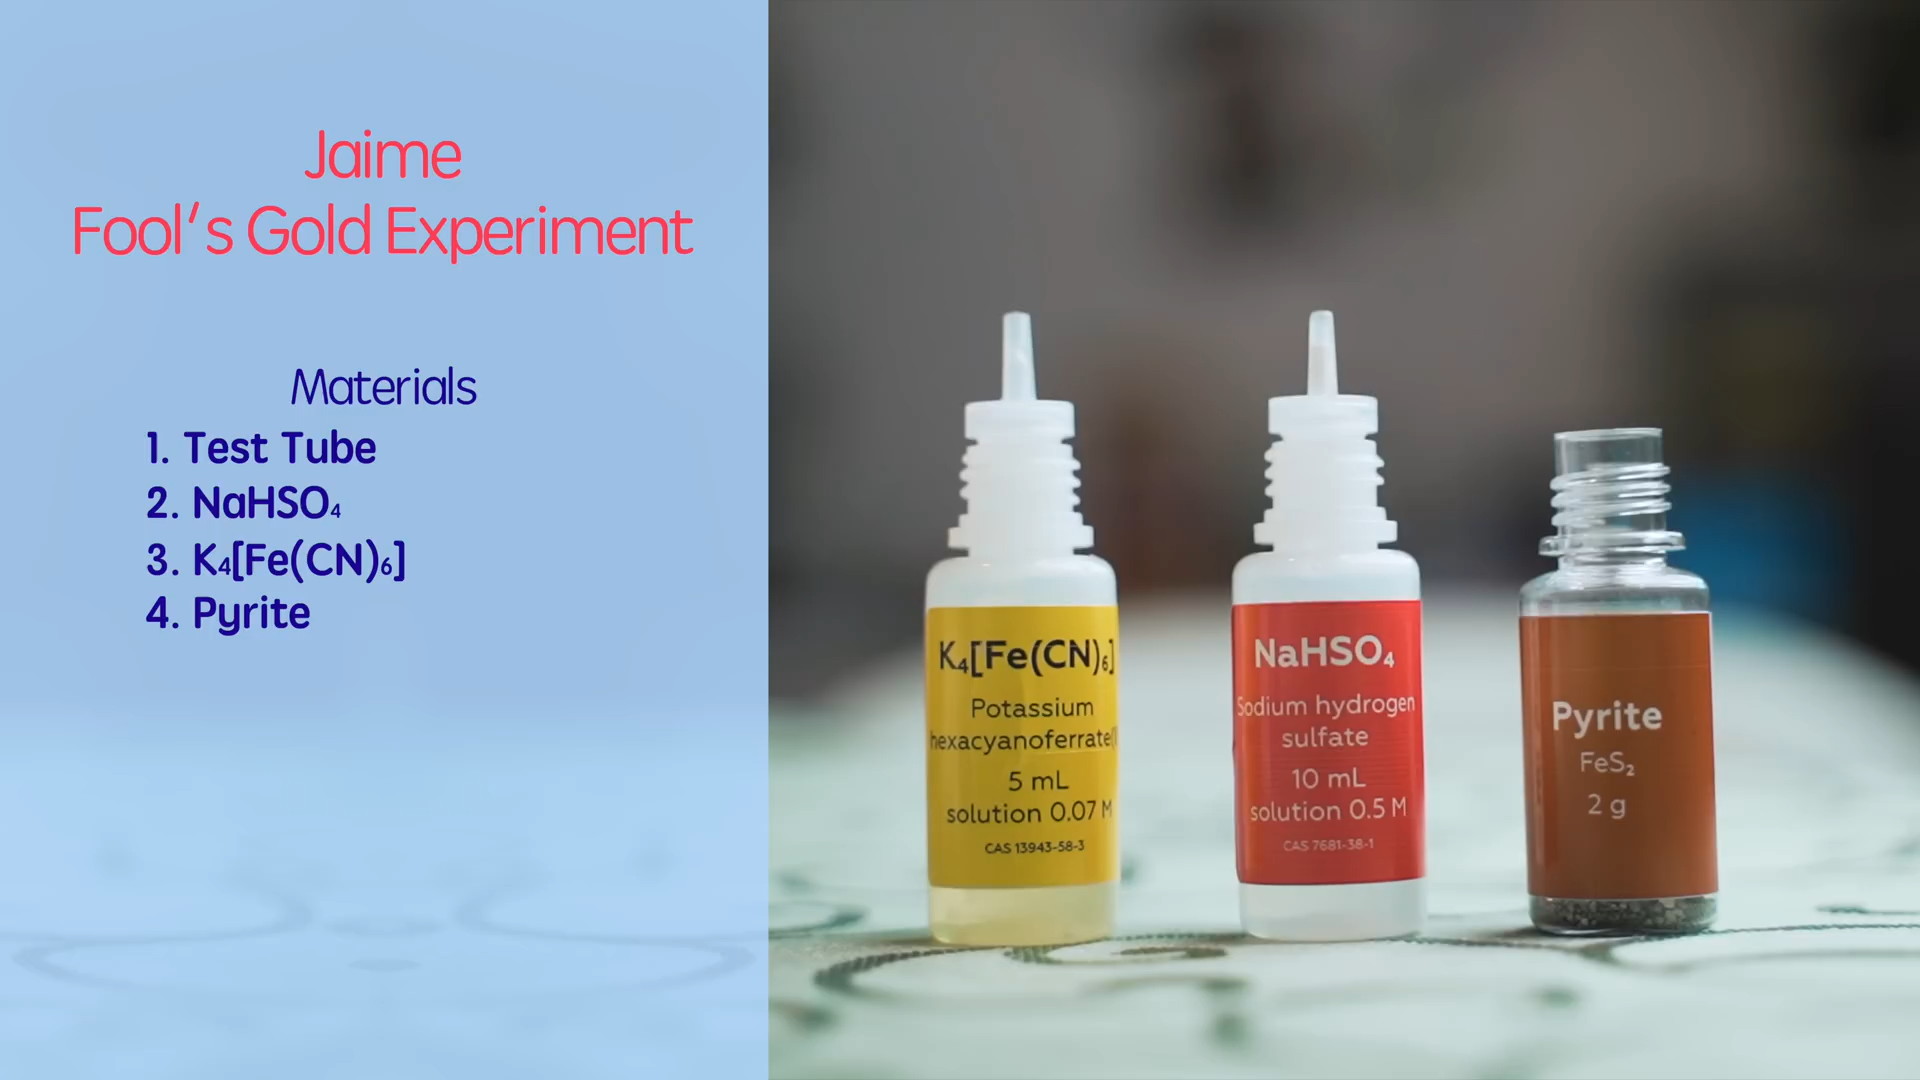 Jaime
Fool's Gold Experiment
Materials
1. Test Tube
2. NaHSO₄
3. K₄[Fe(CN)₆]
4. Pyrite
K₄[Fe(CN)₆]
Potassium
hexacyanoferrate(
5 mL
solution 0.07 M
CAS 13943-58-3
NaHSO₄
Sodium hydrogen
sulfate
10 mL
solution 0.5 M
CAS 7681-38-1
Pyrite
FeS₂
2 g